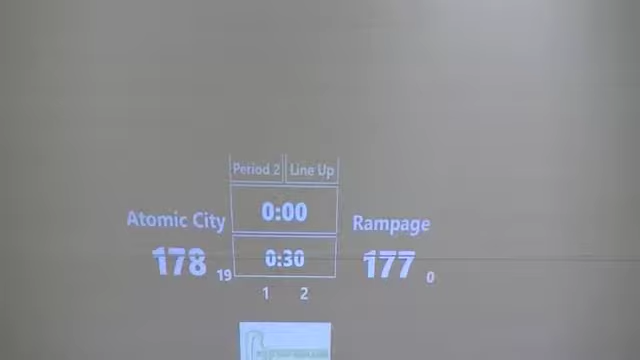 Period 2 Line Up
0:00
Atomic City Rampage
178 19 0:30 177 0
1 2